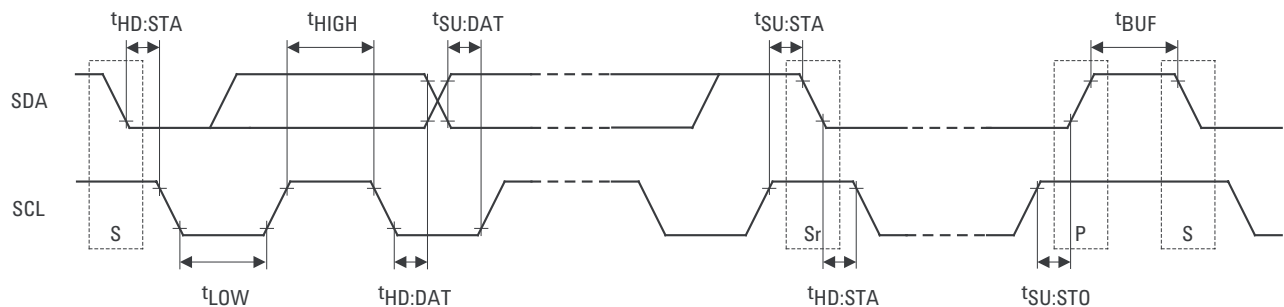 tHD:STA tHIGH tSU:DAT tSU:STA tBUF
SDA
SCL
S Sr P S
tLOW tHD:DAT tHD:STA tSU:STO